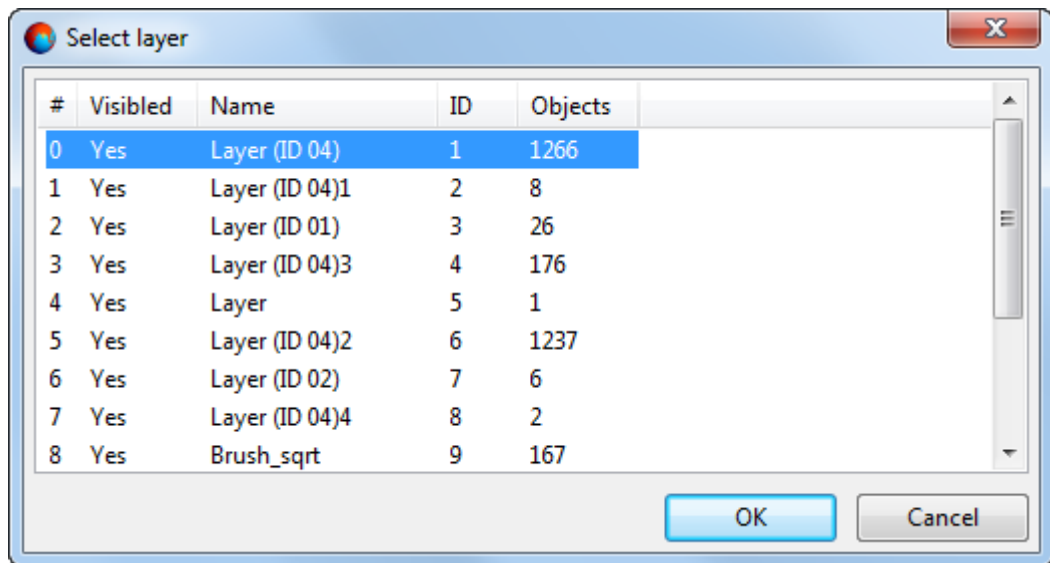 Select layer
# Visibled Name ID Objects
0 Yes Layer (ID 04) 1 1266
1 Yes Layer (ID 04)1 2 8
2 Yes Layer (ID 01) 3 26
3 Yes Layer (ID 04)3 4 176
4 Yes Layer 5 1
5 Yes Layer (ID 04)2 6 1237
6 Yes Layer (ID 02) 7 6
7 Yes Layer (ID 04)4 8 2
8 Yes Brush_sqrt 9 167
OK Cancel